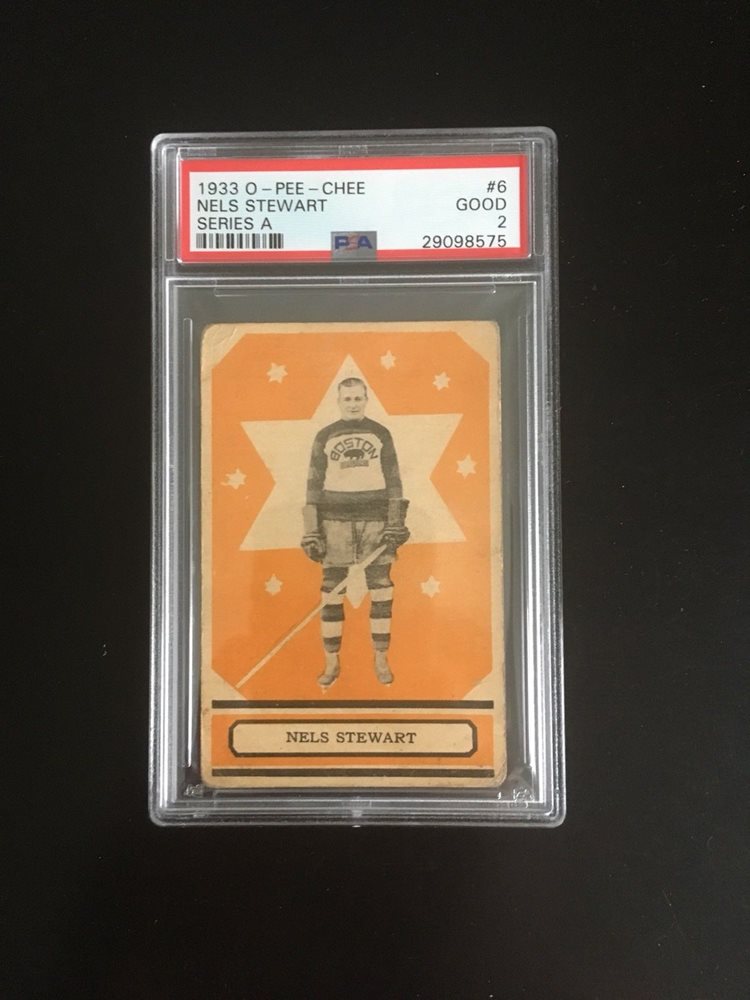 1933 O-PEE-CHEE #6
NELS STEWART GOOD
SERIES A 2
PSA 29098575
BOSTON
NELS STEWART